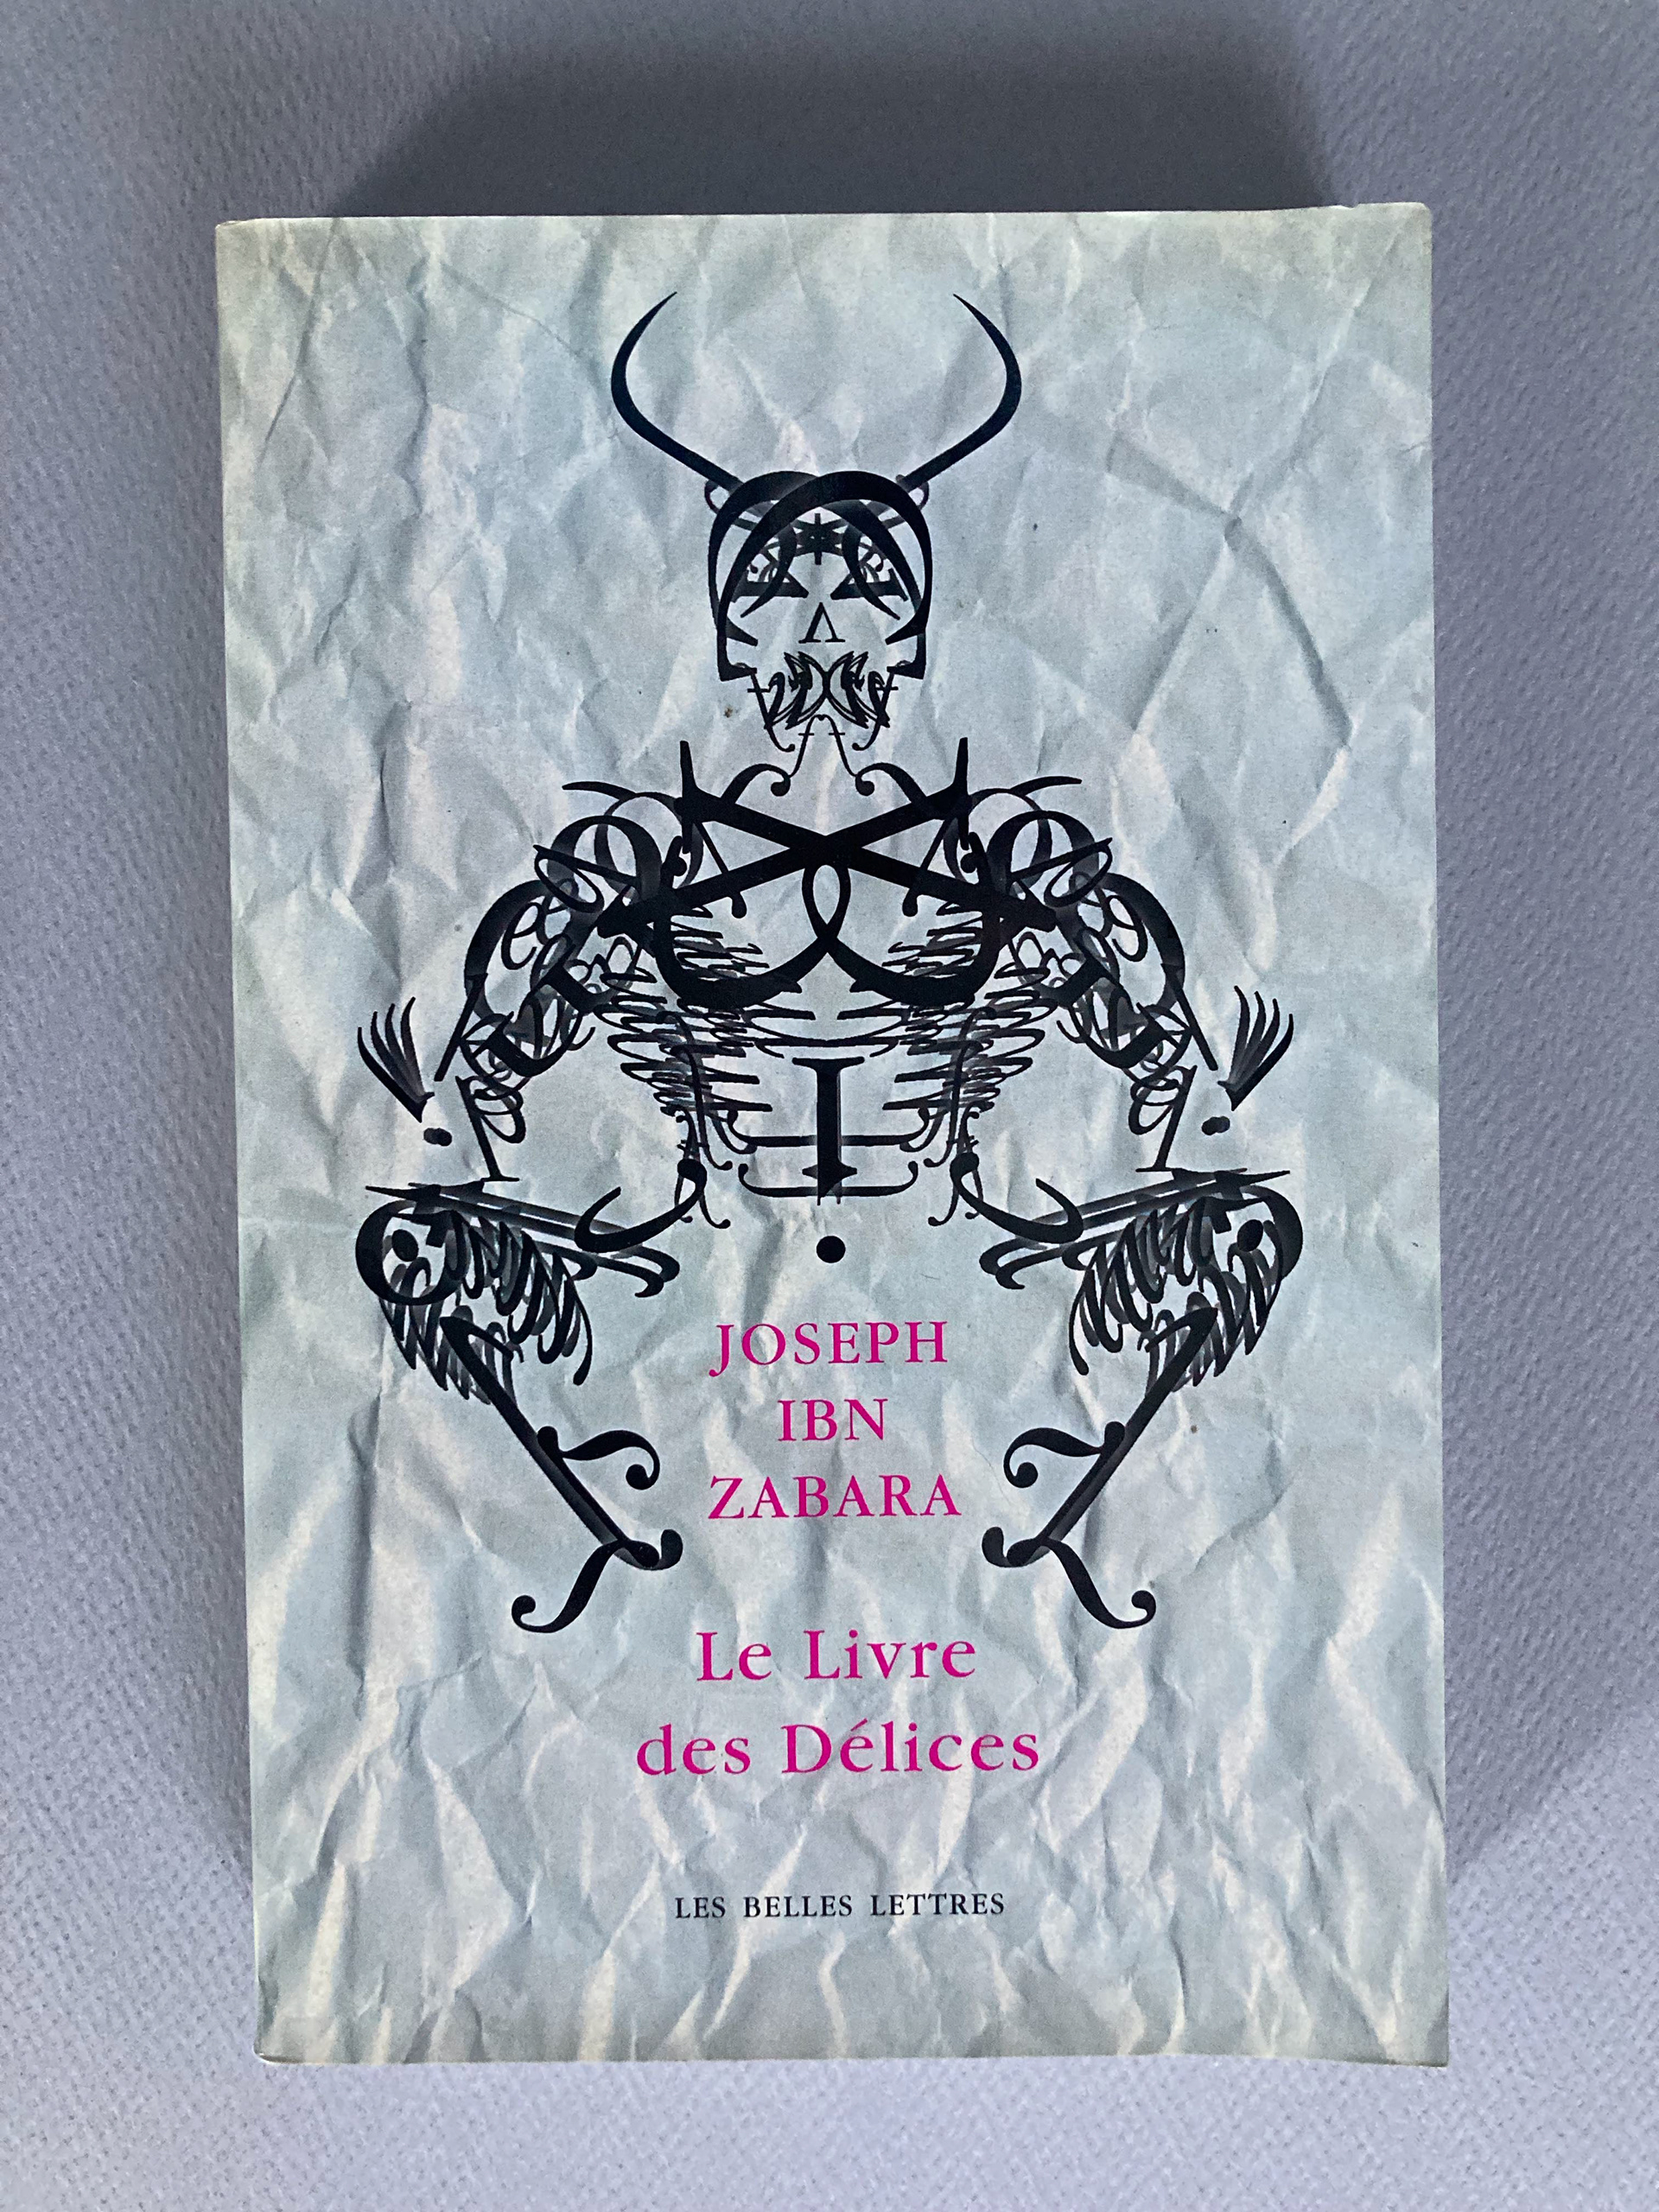 JOSEPH
IBN
ZABARA
Le Livre
des Délices
LES BELLES LETTRES